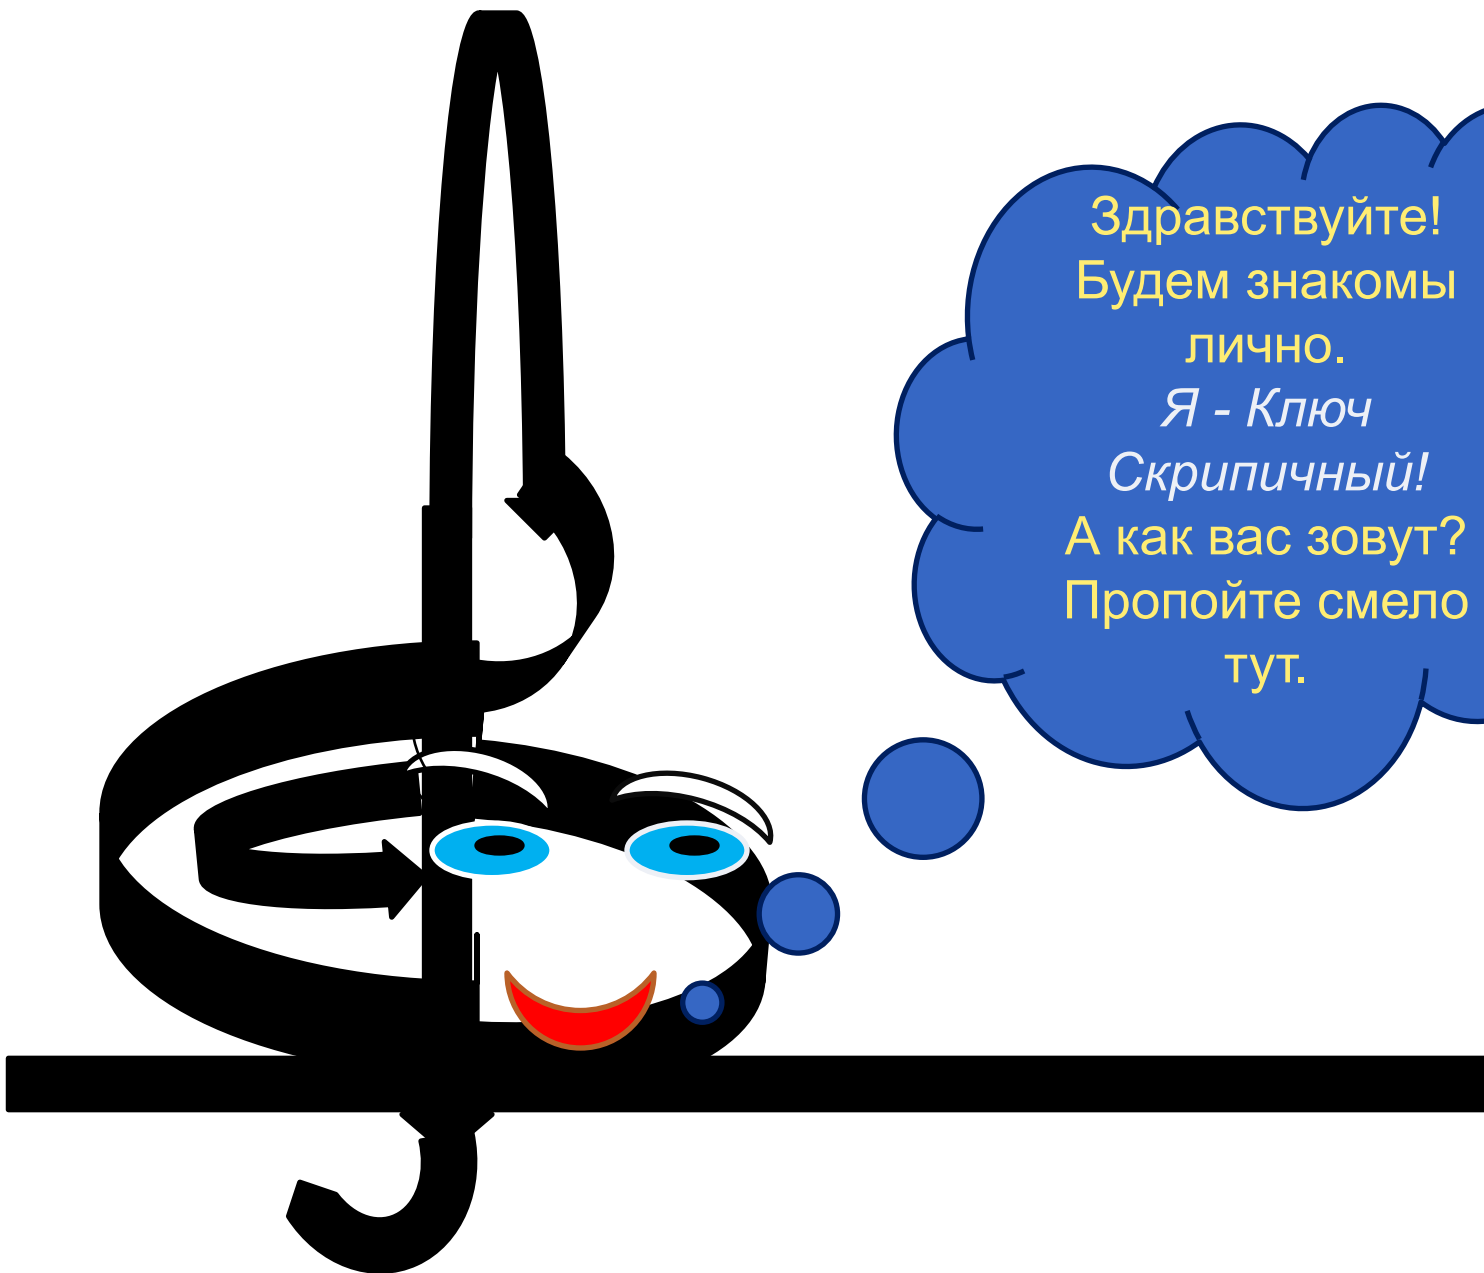 Здравствуйте!
Будем знакомы
лично.
Я - Ключ
Скрипичный!
А как вас зовут?
Пропойте смело
тут.